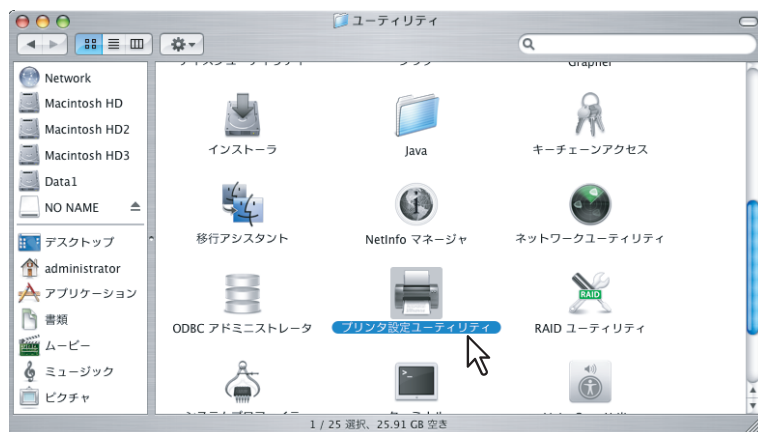 ユーティリティ
Network
Macintosh HD
Macintosh HD2
Macintosh HD3
Data1
NO NAME
デスクトップ
administrator
アプリケーション
書類
ムービー
ミュージック
ピクチャ
Grapher
インストーラ
Java
キーチェーンアクセス
移行アシスタント
NetInfo マネージャ
ネットワークユーティリティ
ODBC アドミニストレータ
プリンタ設定ユーティリティ
RAID ユーティリティ
RAID
1 / 25 選択、25.91 GB 空き